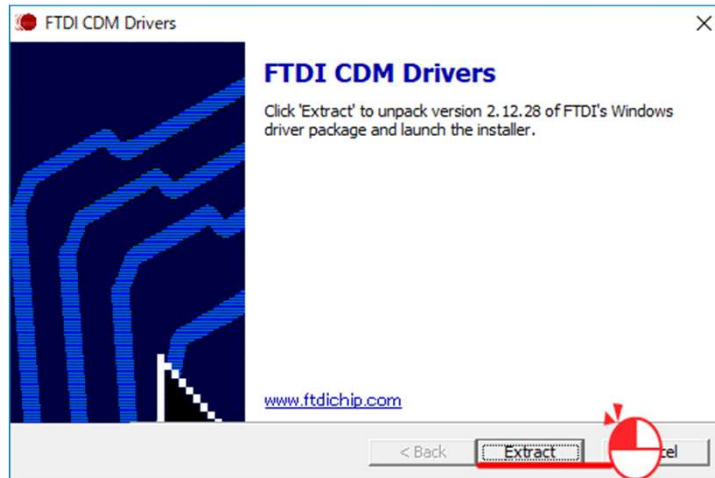 FTDI CDM Drivers
FTDI CDM Drivers
Click 'Extract' to unpack version 2.12.28 of FTDI's Windows
driver package and launch the installer.
www.ftdichip.com
< Back Extract cel